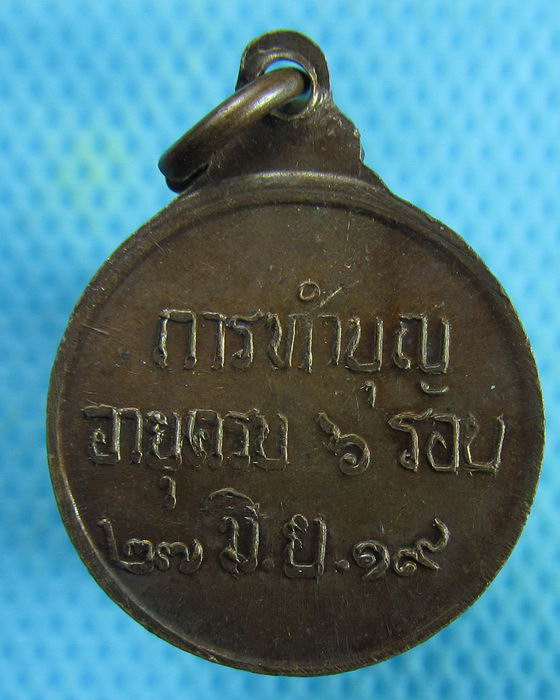 การทำบุญ
อายุครบ ๖ รอบ
๒๗ มิ.ย.๑๙